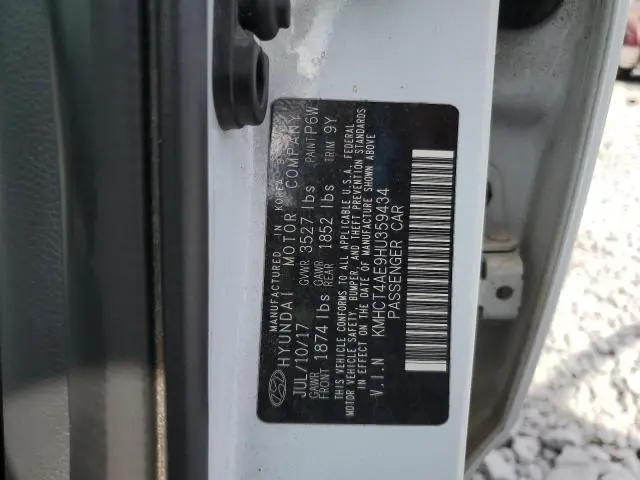 MANUFACTURED IN KOREA
HYUNDAI MOTOR COMPANY
JUL/10/17 GVWR 3527 lbs PAINT P6W
GAWR FRONT 1874 lbs GAWR REAR 1852 lbs TRIM 9Y
THIS VEHICLE CONFORMS TO ALL APPLICABLE U.S.A. FEDERAL
MOTOR VEHICLE SAFETY, BUMPER, AND THEFT PREVENTION STANDARDS
IN EFFECT ON THE DATE OF MANUFACTURE SHOWN ABOVE
V.I.N KMHCT4AE9HU359434
PASSENGER CAR